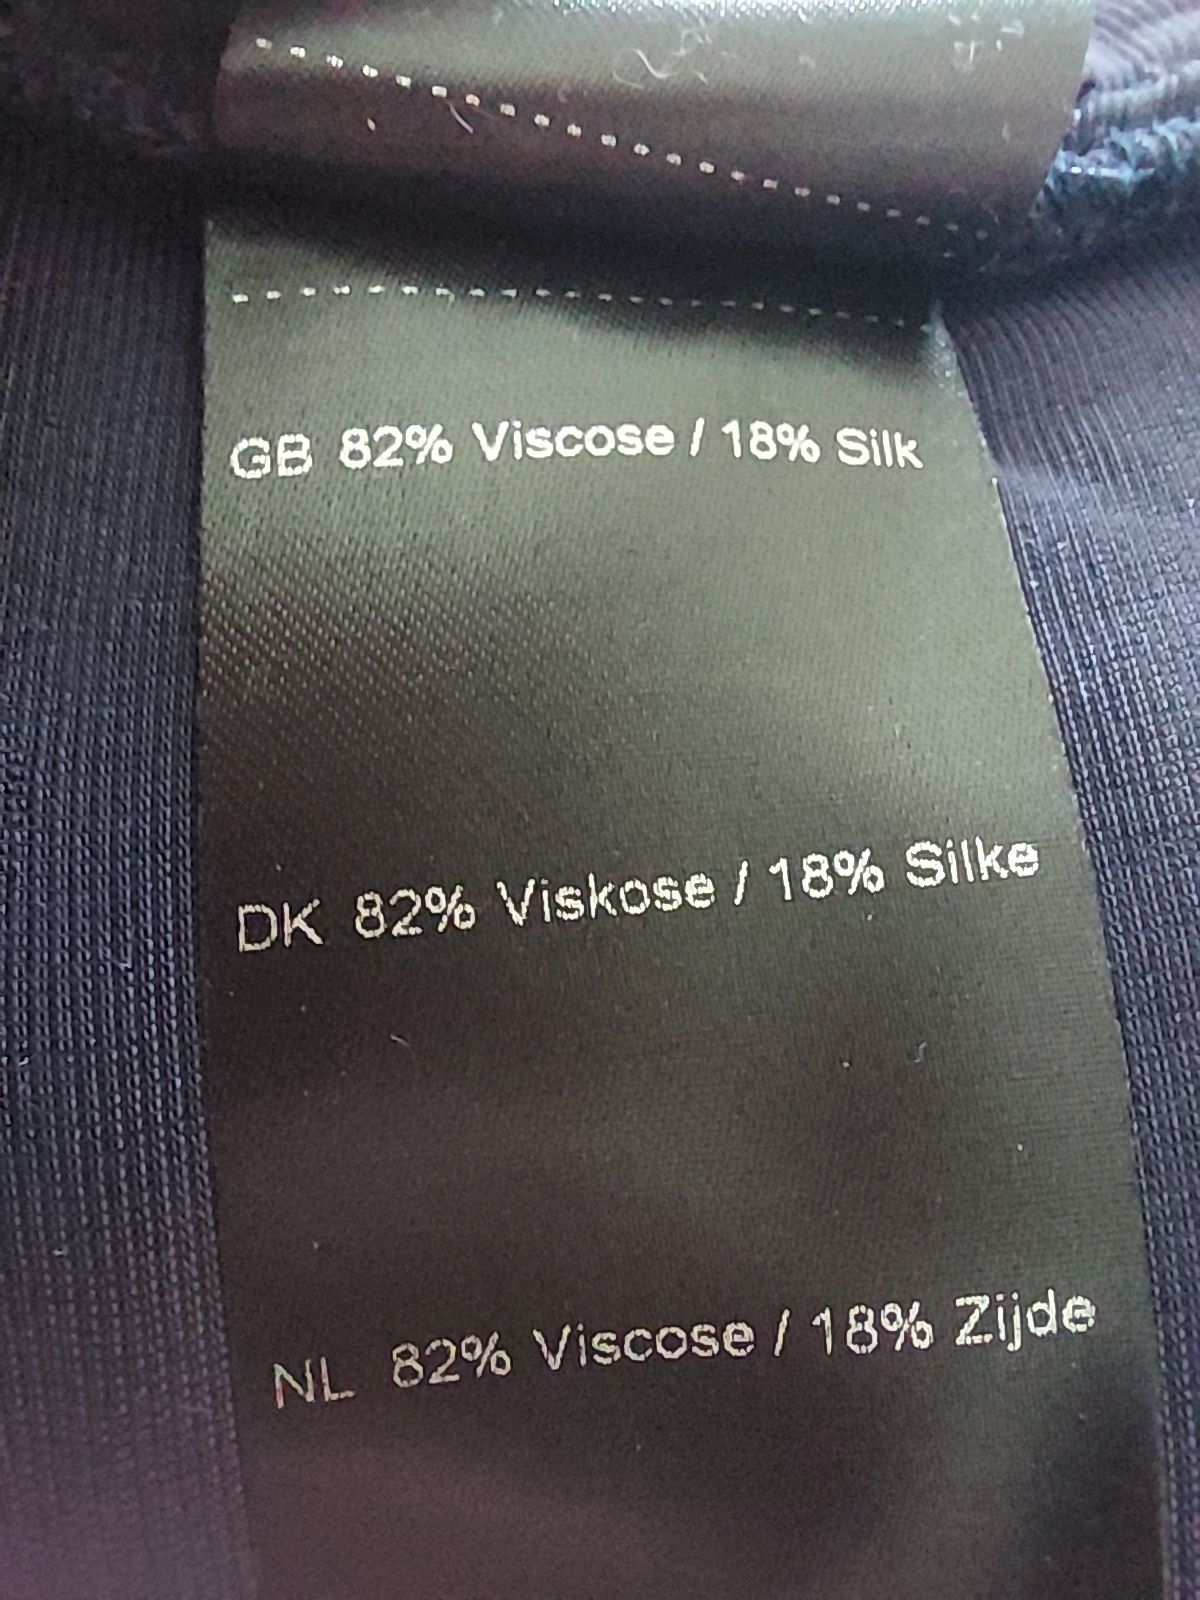 GB 82% Viscose / 18% Silk
DK 82% Viskose / 18% Silke
NL 82% Viscose / 18% Zijde